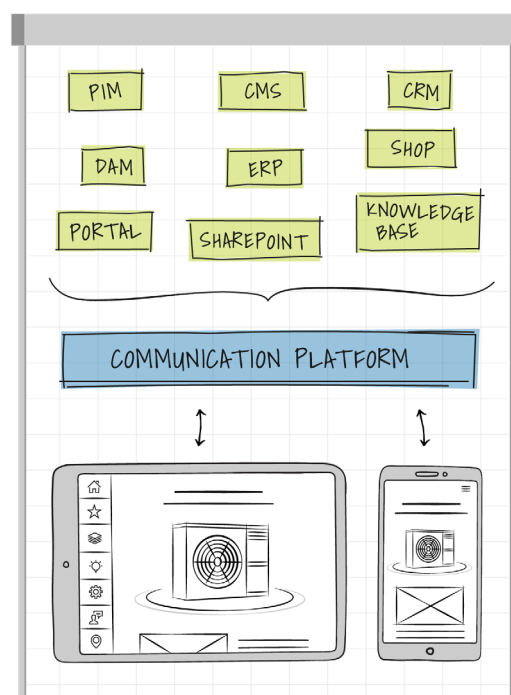 PIM
CMS
CRM
DAM
ERP
SHOP
PORTAL
SHAREPOINT
KNOWLEDGE
BASE
COMMUNICATION PLATFORM